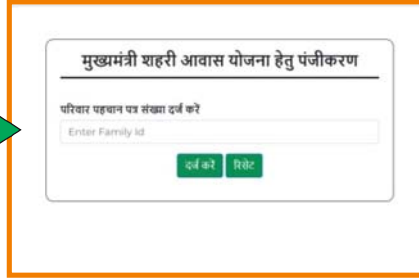 मुख्यमंत्री शहरी आवास योजना हेतु पंजीकरण
परिवार पहचान पत्र संख्या दर्ज करें
Enter Family Id
दर्ज करें रिसेट